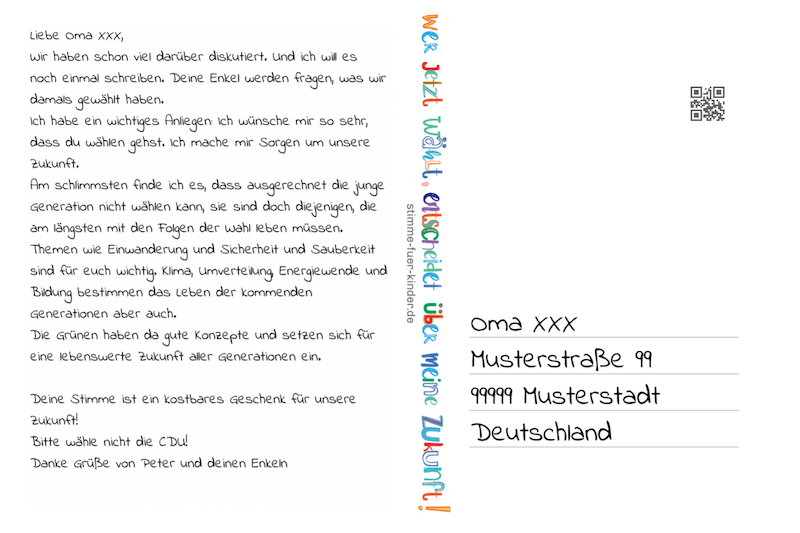 Liebe Oma XXX,
Wir haben schon viel darüber diskutiert. Und ich will es
noch einmal schreiben. Deine Enkel werden fragen, was wir
damals gewählt haben.
Ich habe ein wichtiges Anliegen: Ich wünsche mir so sehr,
dass du wählen gehst. Ich mache mir Sorgen um unsere
Zukunft.
Am schlimmsten finde ich es, dass ausgerechnet die junge
Generation nicht wählen kann, sie sind doch diejenigen, die
am längsten mit den Folgen der Wahl leben müssen.
Themen wie Einwanderung und Sicherheit und Sauberkeit
sind für euch wichtig. Klima, Umverteilung, Energiewende und
Bildung bestimmen das Leben der kommenden
Generationen aber auch.
Die Grünen haben da gute Konzepte und setzen sich für
eine lebenswerte Zukunft aller Generationen ein.
Deine Stimme ist ein kostbares Geschenk für unsere
Zukunft!
Bitte wähle nicht die CDU!
Danke Grüße von Peter und deinen Enkeln
Wer jetzt wählt, entscheidet über meine Zukunft!
stimme-fuer-kinder.de
Oma XXX
Musterstraße 99
99999 Musterstadt
Deutschland